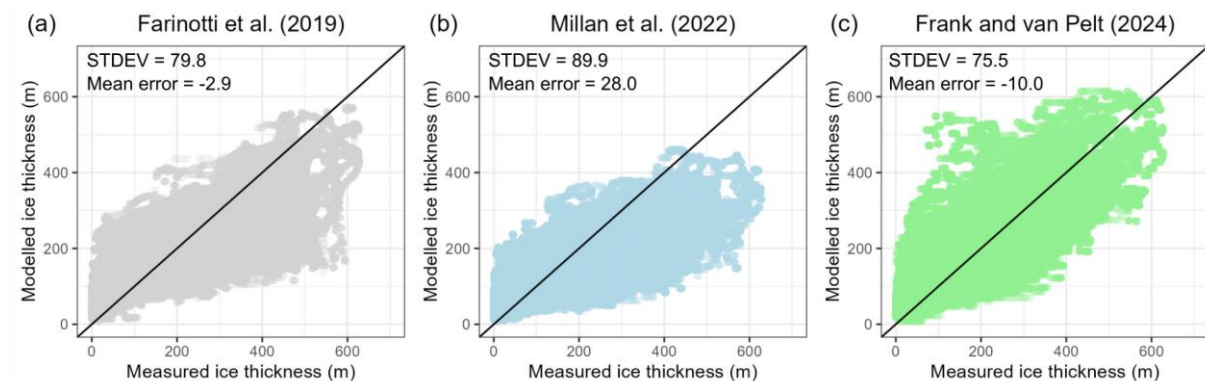 (a) Farinotti et al. (2019)
STDEV = 79.8
Mean error = -2.9
Modelled ice thickness (m)
600
400
200
0
0 200 400 600
Measured ice thickness (m)
(b) Millan et al. (2022)
STDEV = 89.9
Mean error = 28.0
Modelled ice thickness (m)
600
400
200
0
0 200 400 600
Measured ice thickness (m)
(c) Frank and van Pelt (2024)
STDEV = 75.5
Mean error = -10.0
Modelled ice thickness (m)
600
400
200
0
0 200 400 600
Measured ice thickness (m)